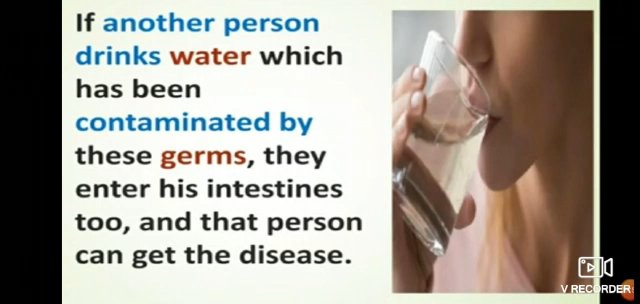 If another person
drinks water which
has been
contaminated by
these germs, they
enter his intestines
too, and that person
can get the disease.
V RECORDER